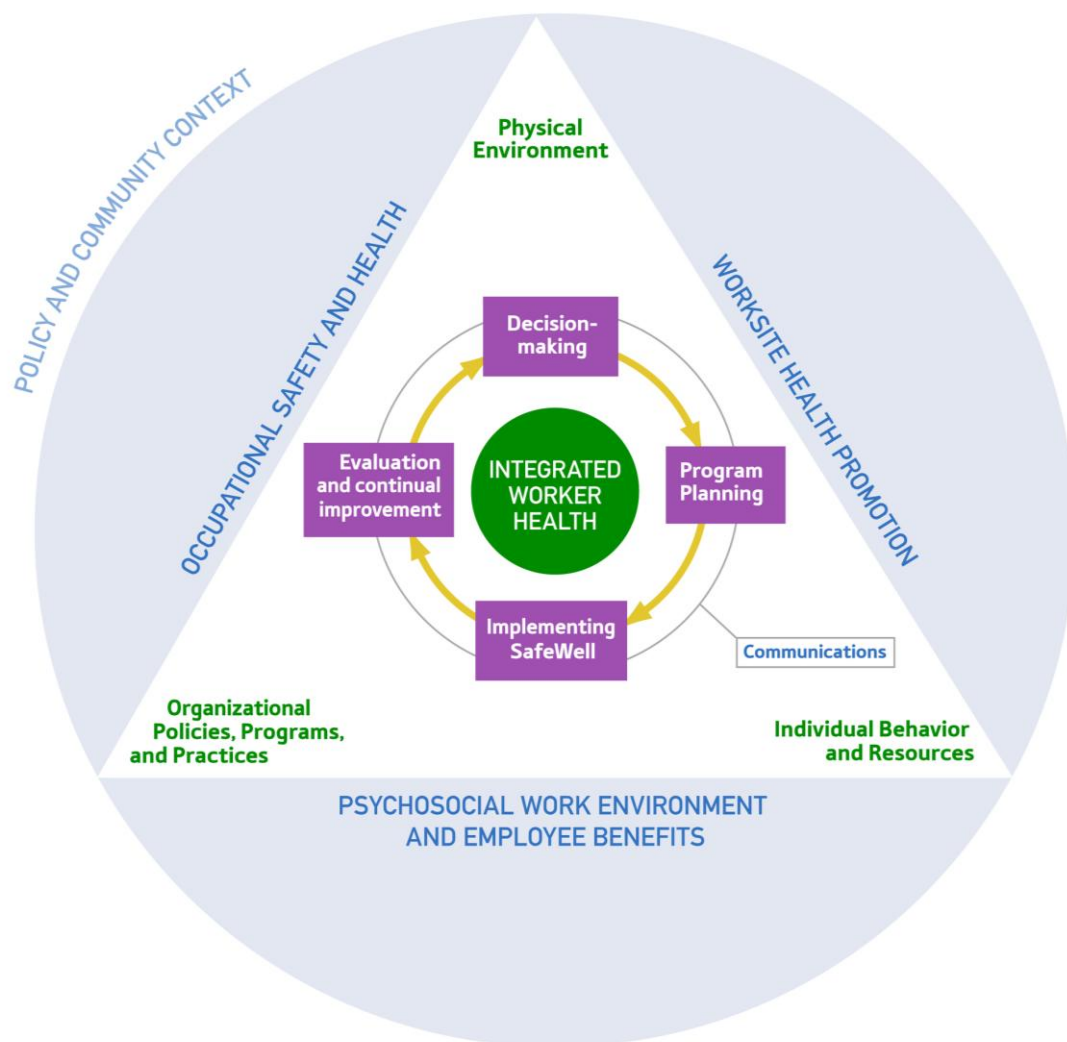 POLICY AND COMMUNITY CONTEXT
Physical
Environment
OCCUPATIONAL SAFETY AND HEALTH
WORKSITE HEALTH PROMOTION
Decision-
making
Evaluation
and continual
improvement
INTEGRATED
WORKER
HEALTH
Program
Planning
Implementing
SafeWell
Communications
Organizational
Policies, Programs,
and Practices
Individual Behavior
and Resources
PSYCHOSOCIAL WORK ENVIRONMENT
AND EMPLOYEE BENEFITS